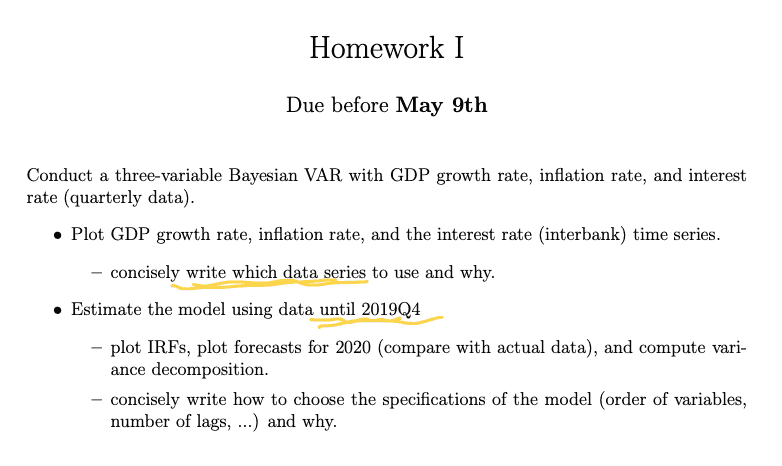 Homework I
Due before May 9th
Conduct a three-variable Bayesian VAR with GDP growth rate, inflation rate, and interest
rate (quarterly data).
• Plot GDP growth rate, inflation rate, and the interest rate (interbank) time series.
– concisely write which data series to use and why.
• Estimate the model using data until 2019Q4
– plot IRFs, plot forecasts for 2020 (compare with actual data), and compute vari-
ance decomposition.
– concisely write how to choose the specifications of the model (order of variables,
number of lags, ...) and why.